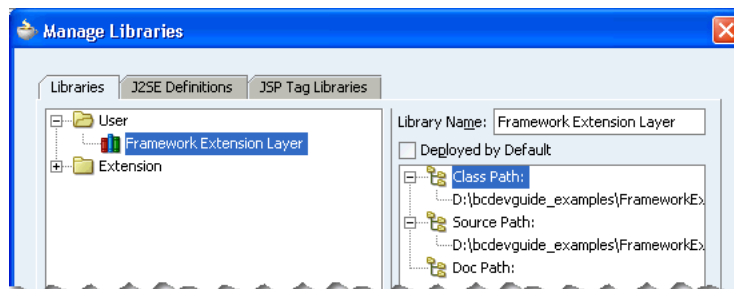 Manage Libraries
Libraries J2SE Definitions JSP Tag Libraries
User
Framework Extension Layer
Extension
Library Name: Framework Extension Layer
Deployed by Default
Class Path:
D:\bcdevguide_examples\FrameworkEx
Source Path:
D:\bcdevguide_examples\FrameworkEx
Doc Path: